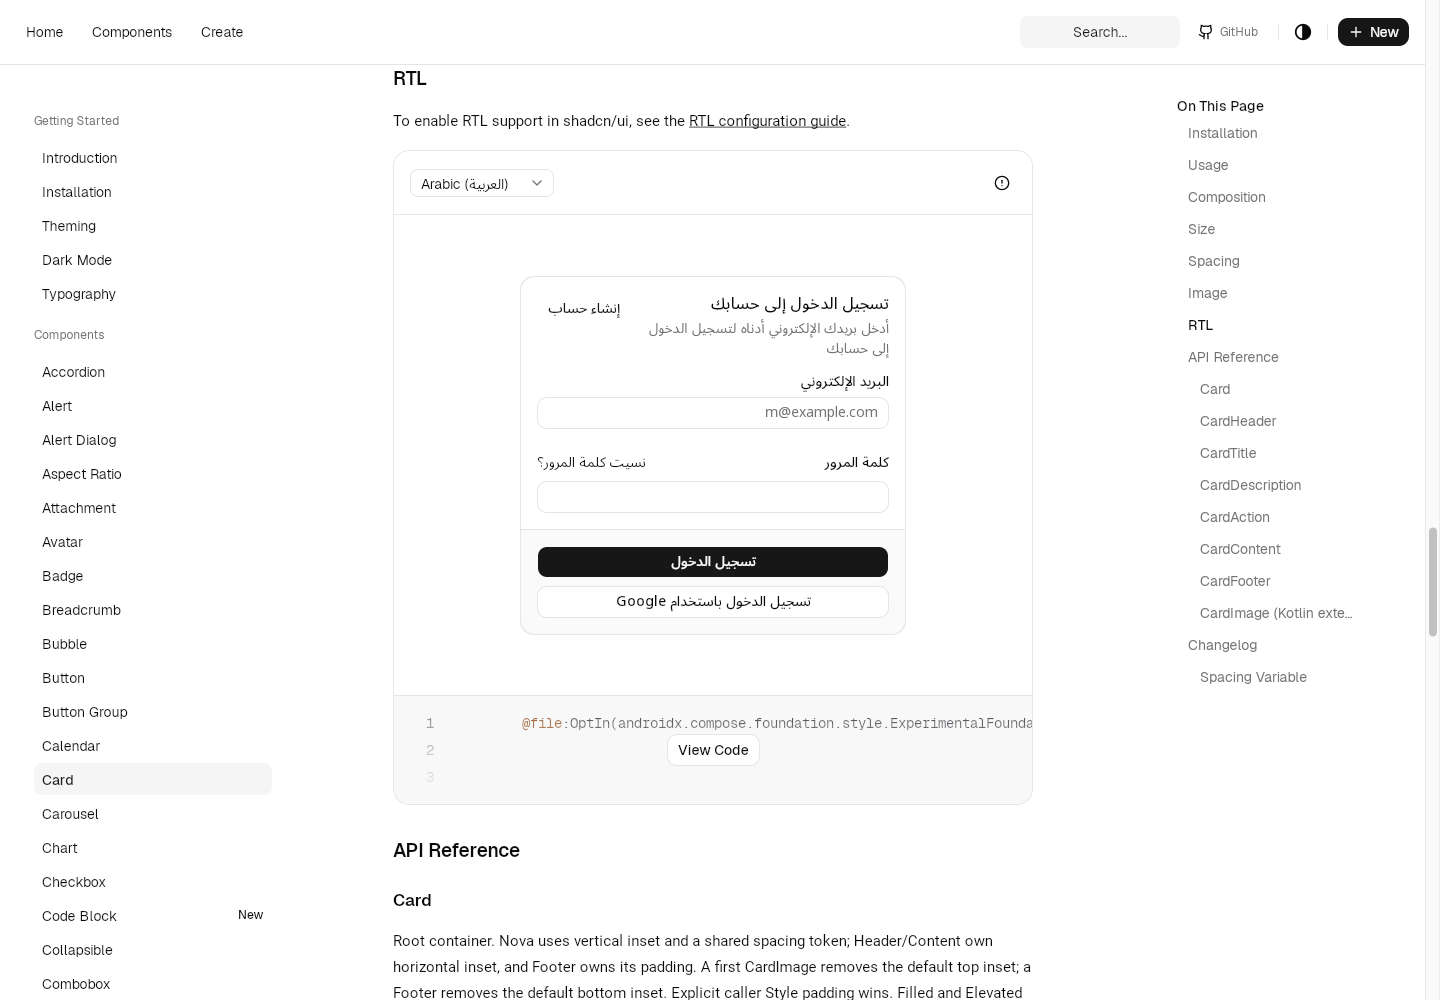 Home
Components
Create
Search...
GitHub
New
Getting Started
Introduction
Installation
Theming
Dark Mode
Typography
Components
Accordion
Alert
Alert Dialog
Aspect Ratio
Attachment
Avatar
Badge
Breadcrumb
Bubble
Button
Button Group
Calendar
Card
Carousel
Chart
Checkbox
Code Block
New
Collapsible
Combobox
RTL
To enable RTL support in shadcn/ui, see the RTL configuration guide.
Arabic (العربية)
تسجيل الدخول إلى حسابك
إنشاء حساب
أدخل بريدك الإلكتروني أدناه لتسجيل الدخول
إلى حسابك
البريد الإلكتروني
m@example.com
كلمة المرور
نسيت كلمة المرور؟
تسجيل الدخول
تسجيل الدخول باستخدام Google
1 @file:OptIn(androidx.compose.foundation.style.ExperimentalFounda
2
View Code
3
API Reference
Card
Root container. Nova uses vertical inset and a shared spacing token; Header/Content own
horizontal inset, and Footer owns its padding. A first CardImage removes the default top inset; a
Footer removes the default bottom inset. Explicit caller Style padding wins. Filled and Elevated
On This Page
Installation
Usage
Composition
Size
Spacing
Image
RTL
API Reference
Card
CardHeader
CardTitle
CardDescription
CardAction
CardContent
CardFooter
CardImage (Kotlin exte...
Changelog
Spacing Variable